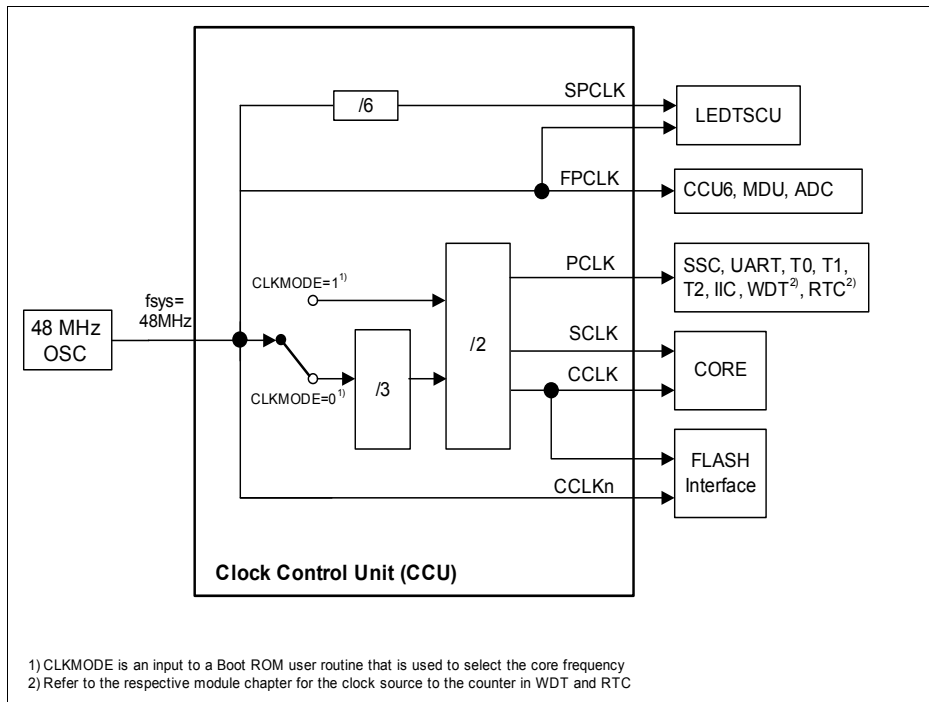 SPCLK
/6
LEDTSCU
FPCLK
CCU6, MDU, ADC
PCLK
CLKMODE=1¹⁾
SSC, UART, T0, T1,
T2, IIC, WDT²⁾, RTC²⁾
fsys=
48MHz
48 MHz
OSC
/2
SCLK
/3
CORE
CCLK
CLKMODE=0¹⁾
FLASH
Interface
CCLKn
Clock Control Unit (CCU)
1) CLKMODE is an input to a Boot ROM user routine that is used to select the core frequency
2) Refer to the respective module chapter for the clock source to the counter in WDT and RTC